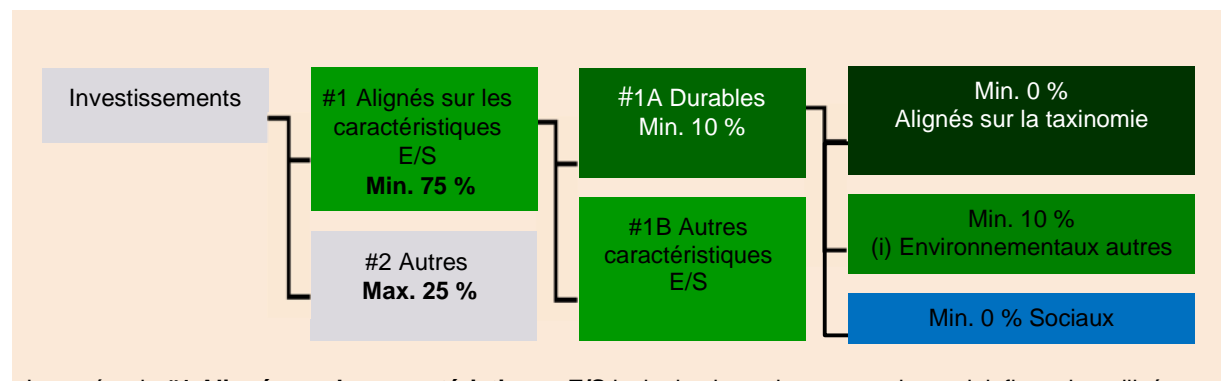 Investissements
#1 Alignés sur les
caractéristiques
E/S
Min. 75 %
#2 Autres
Max. 25 %
#1A Durables
Min. 10 %
#1B Autres
caractéristiques
E/S
Min. 0 %
Alignés sur la taxinomie
Min. 10 %
(i) Environnementaux autres
Min. 0 % Sociaux